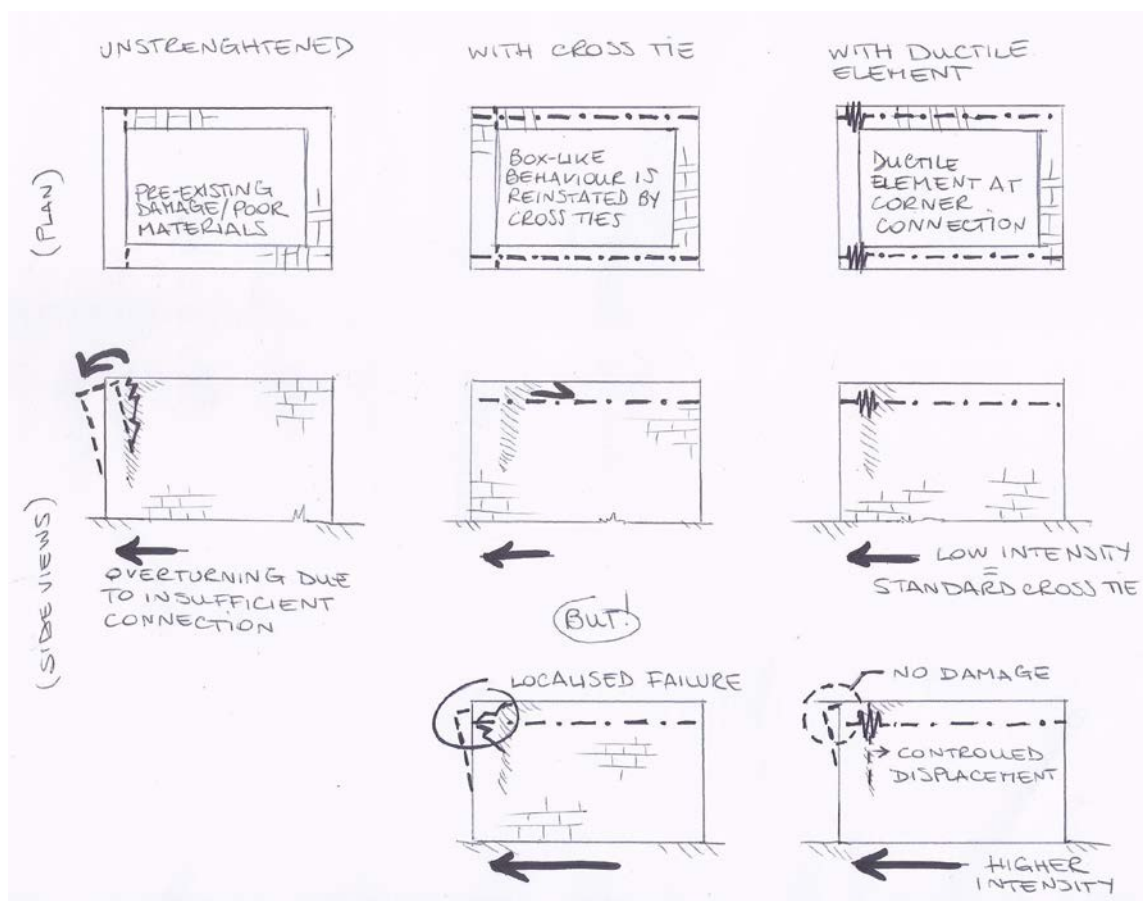 UNSTRENGHTENED
WITH CROSS TIE
WITH DUCTILE
ELEMENT
(PLAN)
PRE-EXISTING
DAMAGE/POOR
MATERIALS
BOX-LIKE
BEHAVIOUR IS
REINSTATED BY
CROSS TIES
DUCTILE
ELEMENT AT
CORNER
CONNECTION
(SIDE VIEWS)
OVERTURNING DUE
TO INSUFFICIENT
CONNECTION
LOW INTENSITY
=
STANDARD CROSS TIE
BUT!
LOCALISED FAILURE
NO DAMAGE
CONTROLLED
DISPLACEMENT
HIGHER
INTENSITY